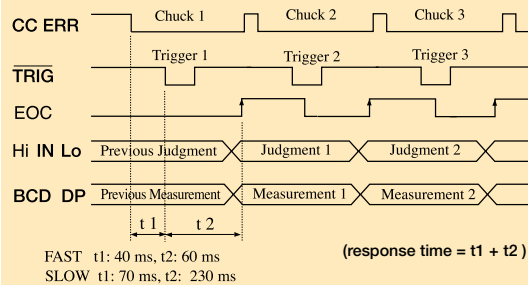 CC ERR Chuck 1 Chuck 2 Chuck 3
TRIG Trigger 1 Trigger 2 Trigger 3
EOC
Hi IN Lo Previous Judgment Judgment 1 Judgment 2
BCD DP Previous Measurement Measurement 1 Measurement 2
t 1 t 2
FAST t1: 40 ms, t2: 60 ms
SLOW t1: 70 ms, t2: 230 ms
(response time = t1 + t2 )